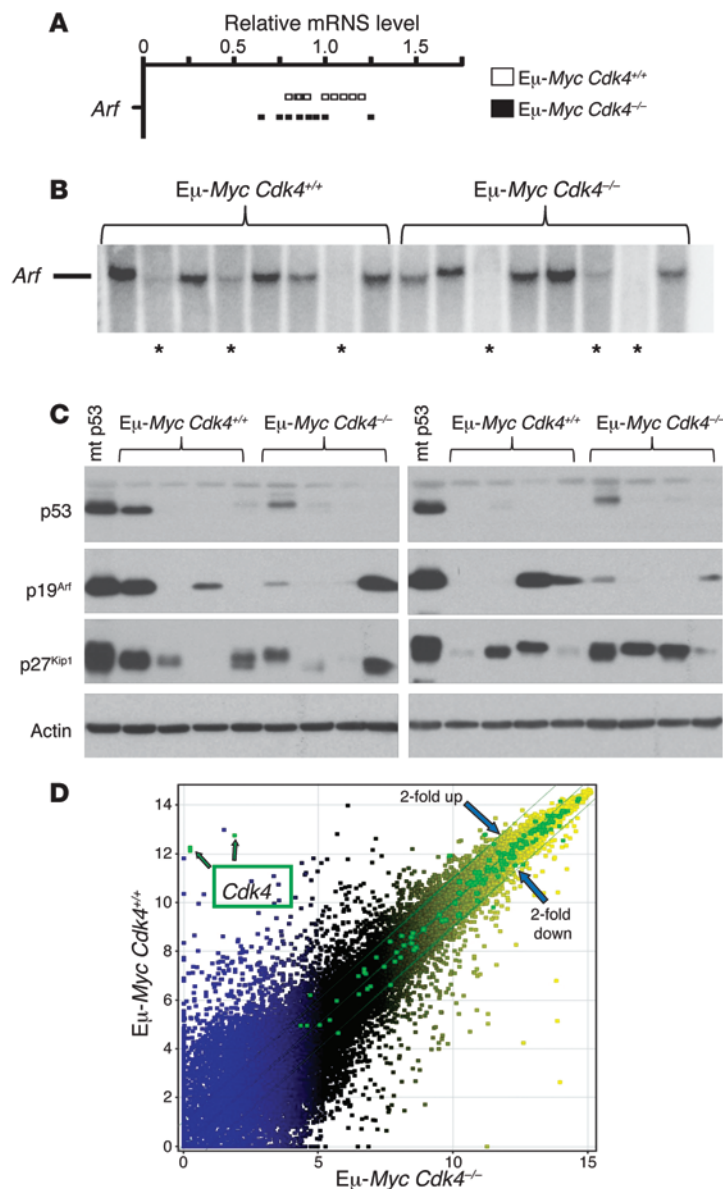 A
Relative mRNS level
0 0.5 1.0 1.5
Arf
Eμ-Myc Cdk4+/+
Eμ-Myc Cdk4–/–
B
Eμ-Myc Cdk4+/+ Eμ-Myc Cdk4–/–
Arf
* * * * * *
C
mt p53 Eμ-Myc Cdk4+/+ Eμ-Myc Cdk4–/– mt p53 Eμ-Myc Cdk4+/+ Eμ-Myc Cdk4–/–
p53
p19Arf
p27Kip1
Actin
D
2-fold up
Cdk4
2-fold
down
Eμ-Myc Cdk4+/+
14
12
10
8
6
4
2
0
0 5 10 15
Eμ-Myc Cdk4–/–